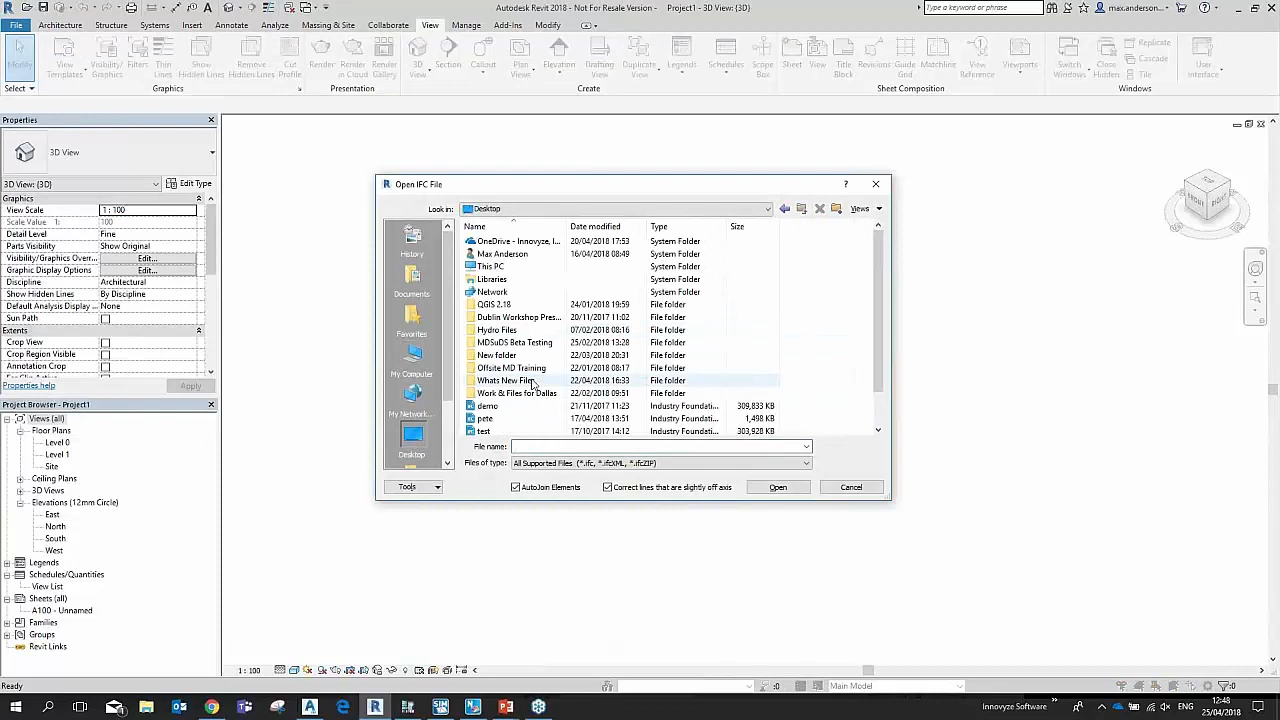 Autodesk Revit 2018 - Not For Resale Version - Project1 - 3D View: {3D}
Type a keyword or phrase
max.anderson...
File Architecture Structure Systems Insert Annotate Analyze Massing & Site Collaborate View Manage Add-Ins Modify
Modify
View Templates
Visibility/ Graphics
Filters
Thin Lines
Show Hidden Lines
Remove Hidden Lines
Cut Profile
Render
Render in Cloud
Render Gallery
3D View
Section
Callout
Plan Views
Elevation
Drafting View
Duplicate View
Legends
Schedules
Scope Box
Sheet
View
Title Block
Revisions
Guide Grid
Matchline
View Reference
Viewports
Switch Windows
Close Hidden
Replicate
Cascade
Tile
User Interface
Select Graphics Presentation Create Sheet Composition Windows
Properties
3D View
3D View: {3D} Edit Type
Graphics
View Scale 1 : 100
Scale Value 1: 100
Detail Level Fine
Parts Visibility Show Original
Visibility/Graphics Over... Edit...
Graphic Display Options Edit...
Discipline Architectural
Show Hidden Lines By Discipline
Default Analysis Display ... None
Sun Path
Extents
Crop View
Crop Region Visible
Annotation Crop
Properties help Apply
Project Browser - Project1
Views (all)
Floor Plans
Level 0
Level 1
Site
Ceiling Plans
3D Views
Elevations (12mm Circle)
East
North
South
West
Legends
Schedules/Quantities
View List
Sheets (all)
A100 - Unnamed
Families
Groups
Revit Links
Open IFC File
Look in: Desktop Views
History
Documents
Favorites
My Computer
My Network...
Desktop
Name Date modified Type Size
OneDrive - Innovyze, I... 20/04/2018 17:53 System Folder
Max Anderson 16/04/2018 08:49 System Folder
This PC System Folder
Libraries System Folder
Network System Folder
QGIS 2.18 24/01/2018 19:59 File folder
Dublin Workshop Pres... 20/11/2017 11:02 File folder
Hydro Files 07/02/2018 08:16 File folder
MDSuDS Beta Testing 25/02/2018 13:28 File folder
New folder 22/03/2018 20:31 File folder
Offsite MD Training 22/01/2018 08:17 File folder
Whats New Files 22/04/2018 16:33 File folder
Work & Files for Dallas 22/02/2018 09:51 File folder
demo 21/11/2017 11:23 Industry Foundati... 309,833 KB
pete 17/04/2018 13:51 Industry Foundati... 1,498 KB
test 17/10/2017 14:12 Industry Foundati... 303,928 KB
File name:
Files of type: All Supported Files (*.ifc, *.ifcXML, *.ifcZIP)
Tools AutoJoin Elements Correct lines that are slightly off axis Open Cancel
TOP
FRONT
RIGHT
1 : 100
Ready :0 Main Model :0
Innovyze Software ENG 12:48
25/04/2018